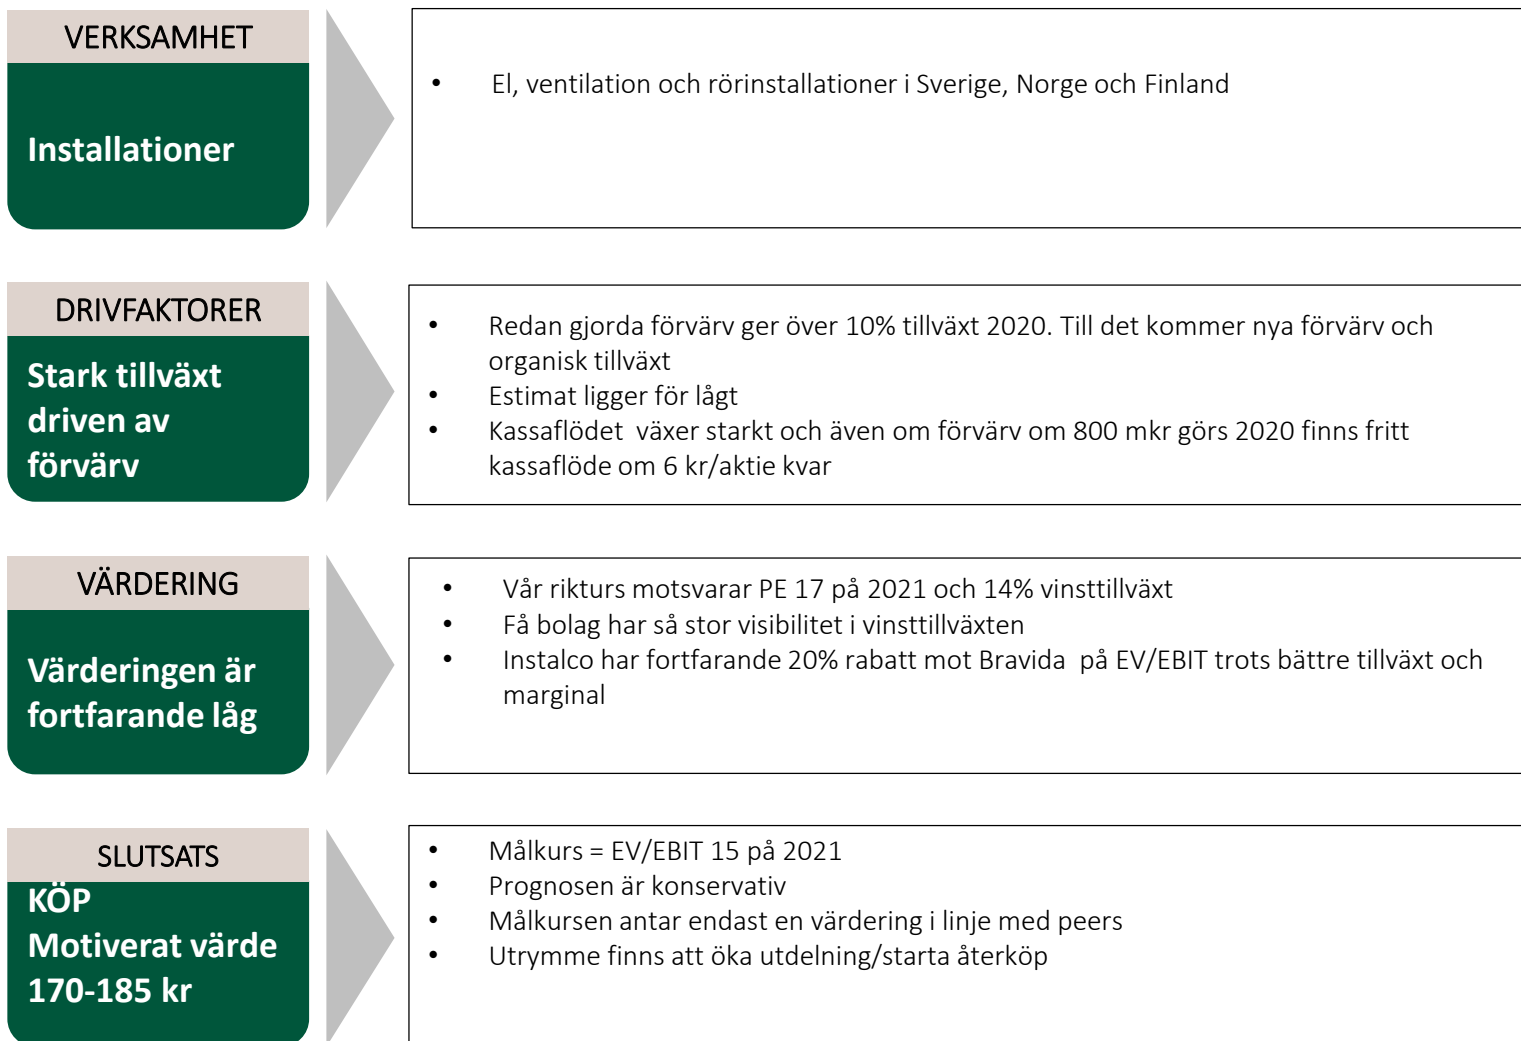 VERKSAMHET
Installationer
• El, ventilation och rörinstallationer i Sverige, Norge och Finland
DRIVFAKTORER
Stark tillväxt
driven av
förvärv
• Redan gjorda förvärv ger över 10% tillväxt 2020. Till det kommer nya förvärv och
organisk tillväxt
• Estimat ligger för lågt
• Kassaflödet växer starkt och även om förvärv om 800 mkr görs 2020 finns fritt
kassaflöde om 6 kr/aktie kvar
VÄRDERING
Värderingen är
fortfarande låg
• Vår rikturs motsvarar PE 17 på 2021 och 14% vinsttillväxt
• Få bolag har så stor visibilitet i vinsttillväxten
• Instalco har fortfarande 20% rabatt mot Bravida på EV/EBIT trots bättre tillväxt och
marginal
SLUTSATS
KÖP
Motiverat värde
170-185 kr
• Målkurs = EV/EBIT 15 på 2021
• Prognosen är konservativ
• Målkursen antar endast en värdering i linje med peers
• Utrymme finns att öka utdelning/starta återköp